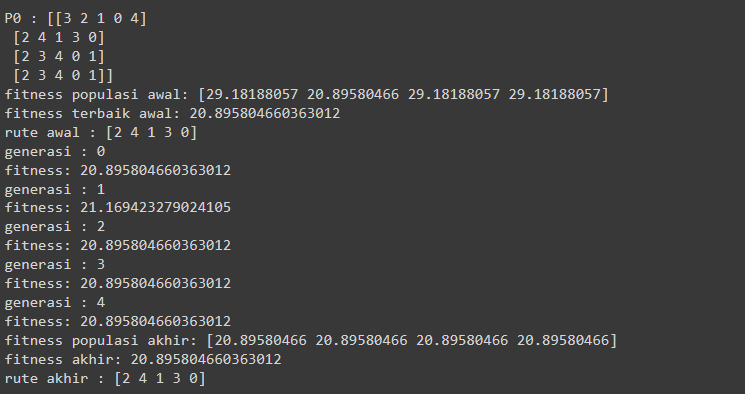 P0 : [[3 2 1 0 4]
 [2 4 1 3 0]
 [2 3 4 0 1]
 [2 3 4 0 1]]
fitness populasi awal: [29.18188057 20.89580466 29.18188057 29.18188057]
fitness terbaik awal: 20.895804660363012
rute awal : [2 4 1 3 0]
generasi : 0
fitness: 20.895804660363012
generasi : 1
fitness: 21.169423279024105
generasi : 2
fitness: 20.895804660363012
generasi : 3
fitness: 20.895804660363012
generasi : 4
fitness: 20.895804660363012
fitness populasi akhir: [20.89580466 20.89580466 20.89580466 20.89580466]
fitness akhir: 20.895804660363012
rute akhir : [2 4 1 3 0]